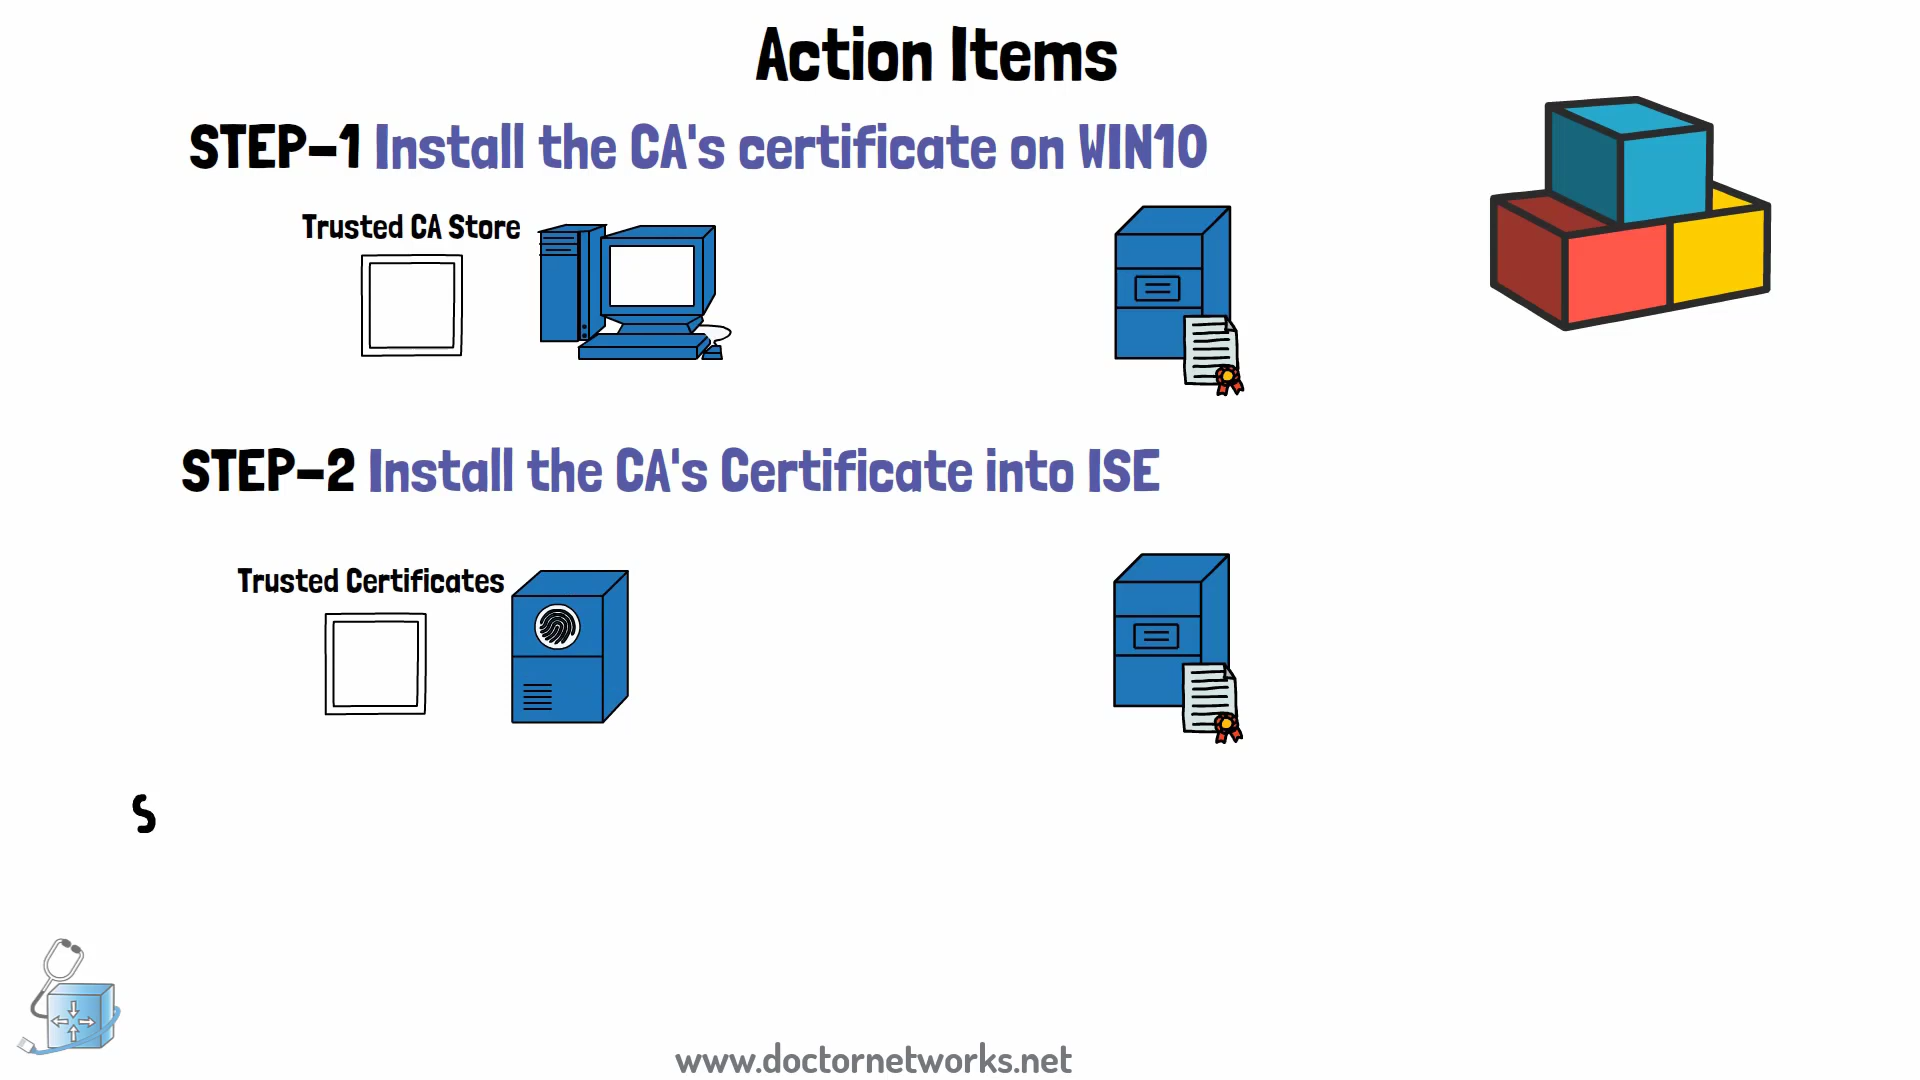 Action Items
STEP-1 Install the CA's certificate on WIN10
Trusted CA Store
STEP-2 Install the CA's Certificate into ISE
Trusted Certificates
S
www.doctornetworks.net